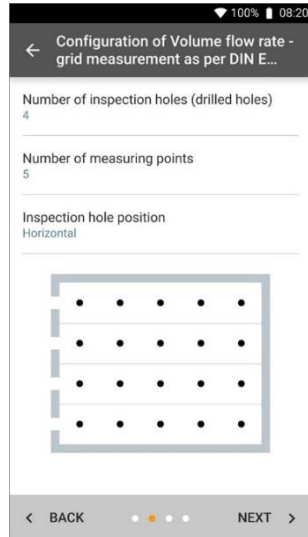 100% 08:20
Configuration of Volume flow rate -
grid measurement as per DIN E...
Number of inspection holes (drilled holes)
4
Number of measuring points
5
Inspection hole position
Horizontal
< BACK NEXT >